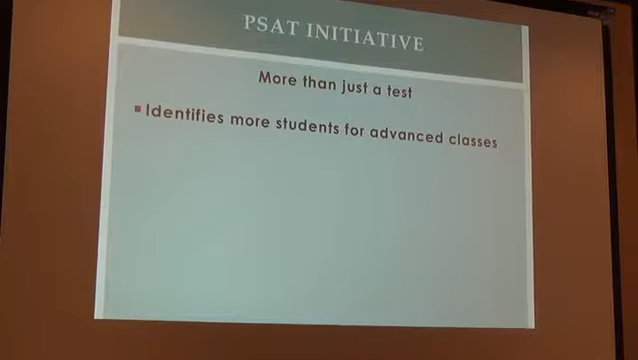 PSAT INITIATIVE
More than just a test
▪Identifies more students for advanced classes